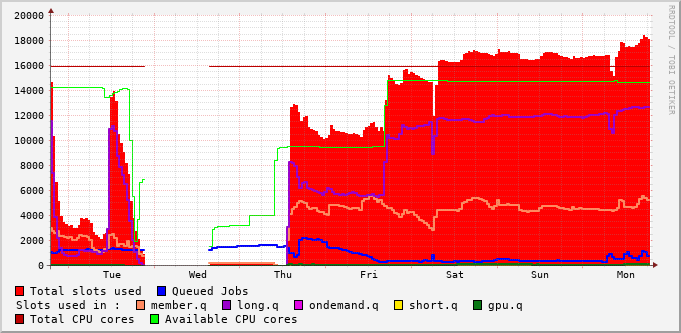 RRDTOOL / TOBI OETIKER
20000
18000
16000
14000
12000
10000
8000
6000
4000
2000
0
Tue Wed Thu Fri Sat Sun Mon
Total slots used Queued Jobs
Slots used in : member.q long.q ondemand.q short.q gpu.q
Total CPU cores Available CPU cores